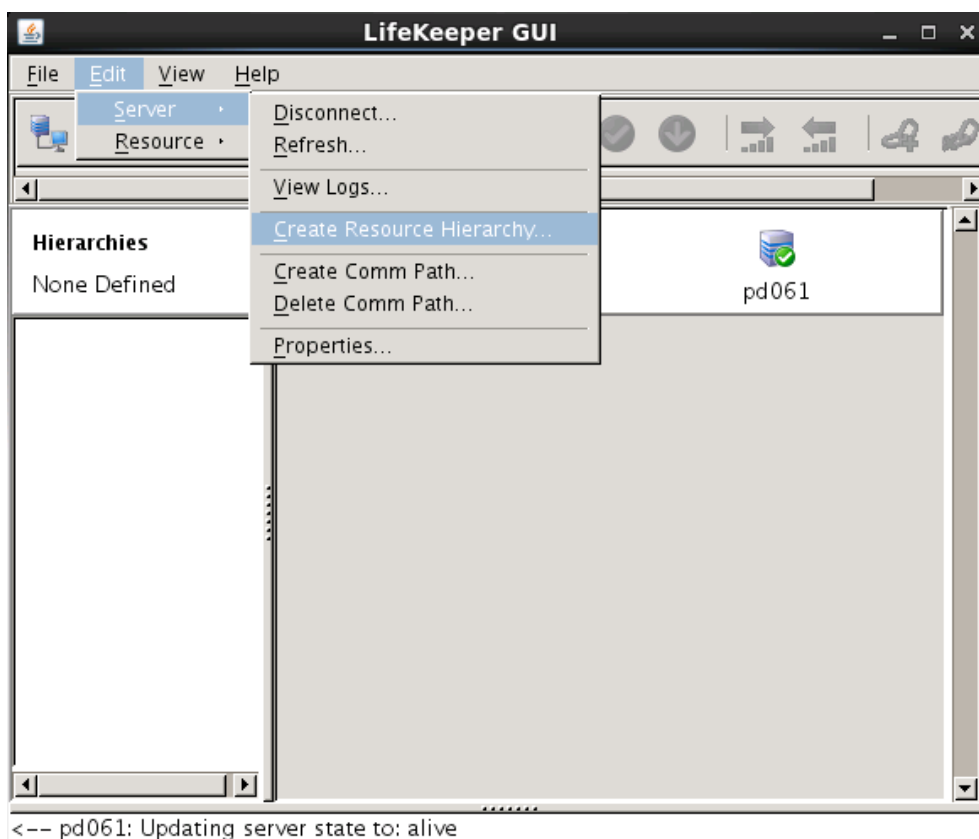 LifeKeeper GUI
File Edit View Help
Server
Resource
Disconnect...
Refresh...
View Logs...
Create Resource Hierarchy...
Create Comm Path...
Delete Comm Path...
Properties...
Hierarchies
None Defined
pd061
<-- pd061: Updating server state to: alive